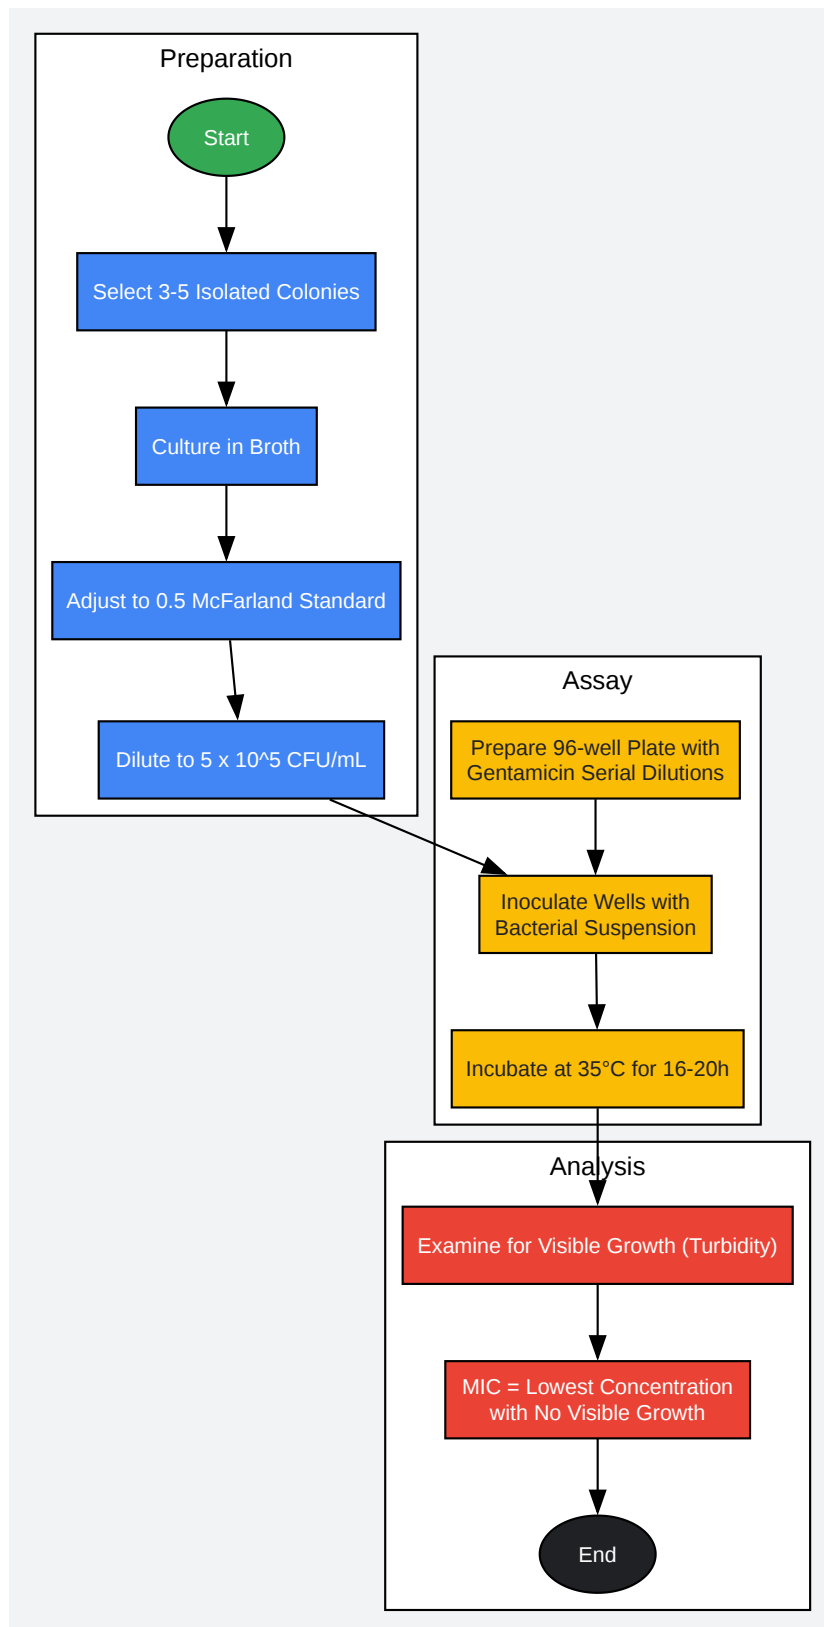 Preparation
Start
Select 3-5 Isolated Colonies
Culture in Broth
Adjust to 0.5 McFarland Standard
Dilute to 5 x 10^5 CFU/mL
Assay
Prepare 96-well Plate with
Gentamicin Serial Dilutions
Inoculate Wells with
Bacterial Suspension
Incubate at 35°C for 16-20h
Analysis
Examine for Visible Growth (Turbidity)
MIC = Lowest Concentration
with No Visible Growth
End